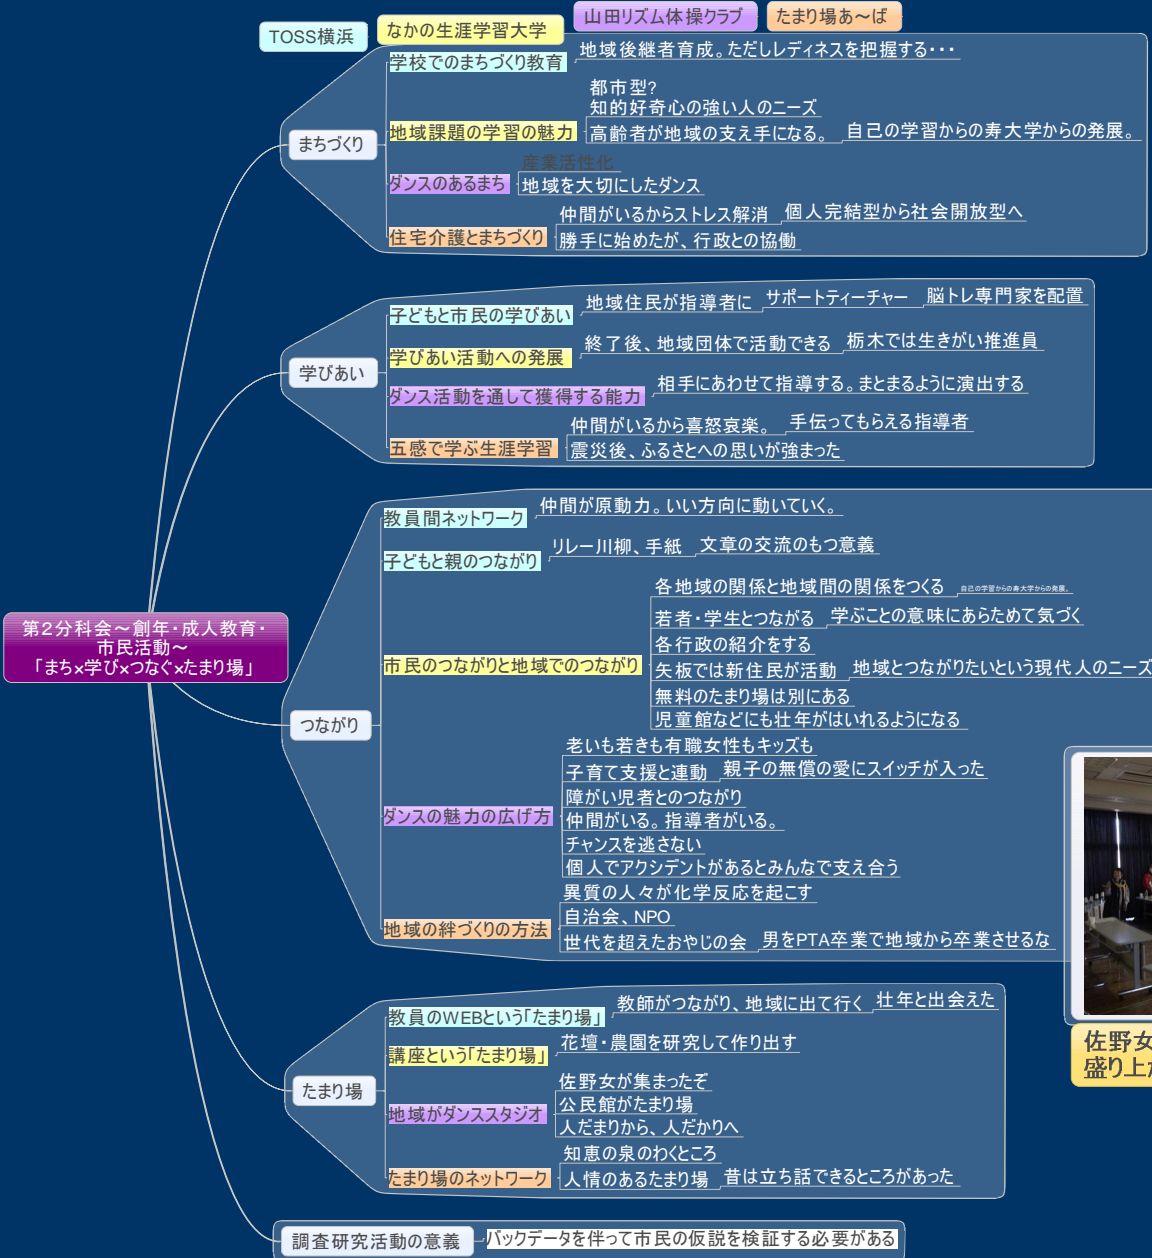 TOSS横浜
なかの生涯学習大学
山田リズム体操クラブ
たまり場あ～ば
まちづくり
学校でのまちづくり教育
地域後継者育成。ただしレディネスを把握する・・・
地域課題の学習の魅力
都市型?
知的好奇心の強い人のニーズ
高齢者が地域の支え手になる。
自己の学習からの寿大学からの発展。
ダンスのあるまち
産業活性化
地域を大切にしたダンス
住宅介護とまちづくり
仲間がいるからストレス解消
個人完結型から社会開放型へ
勝手に始めたが、行政との協働
学びあい
子どもと市民の学びあい
地域住民が指導者に
サポートティーチャー
脳トレ専門家を配置
学びあい活動への発展
終了後、地域団体で活動できる
栃木では生きがい推進員
ダンス活動を通して獲得する能力
相手にあわせて指導する。まとまるように演出する
五感で学ぶ生涯学習
仲間がいるから喜怒哀楽。
手伝ってもらえる指導者
震災後、ふるさとへの思いが強まった
第2分科会～創年・成人教育・
市民活動～
「まち×学び×つなぐ×たまり場」
つながり
教員間ネットワーク
仲間が原動力。いい方向に動いていく。
子どもと親のつながり
リレー川柳、手紙
文章の交流のもつ意義
市民のつながりと地域でのつながり
各地域の関係と地域間の関係をつくる
自己の学習からの寿大学からの発展。
若者・学生とつながる
学ぶことの意味にあらためて気づく
各行政の紹介をする
矢板では新住民が活動
地域とつながりたいという現代人のニーズ
無料のたまり場は別にある
児童館などにも壮年がはいれるようになる
ダンスの魅力の広げ方
老いも若きも有職女性もキッズも
子育て支援と連動
親子の無償の愛にスイッチが入った
障がい児者とのつながり
仲間がいる。指導者がいる。
チャンスを逃さない
個人でアクシデントがあるとみんなで支え合う
地域の絆づくりの方法
異質の人々が化学反応を起こす
自治会、NPO
世代を超えたおやじの会
男をPTA卒業で地域から卒業させるな
佐野女
盛り上が
たまり場
教員のWEBという「たまり場」
教師がつながり、地域に出て行く
壮年と出会えた
講座という「たまり場」
花壇・農園を研究して作り出す
地域がダンススタジオ
佐野女が集まったぞ
公民館がたまり場
人だまりから、人だかりへ
たまり場のネットワーク
知恵の泉のわくところ
人情のあるたまり場
昔は立ち話できるところがあった
調査研究活動の意義
バックデータを伴って市民の仮説を検証する必要がある